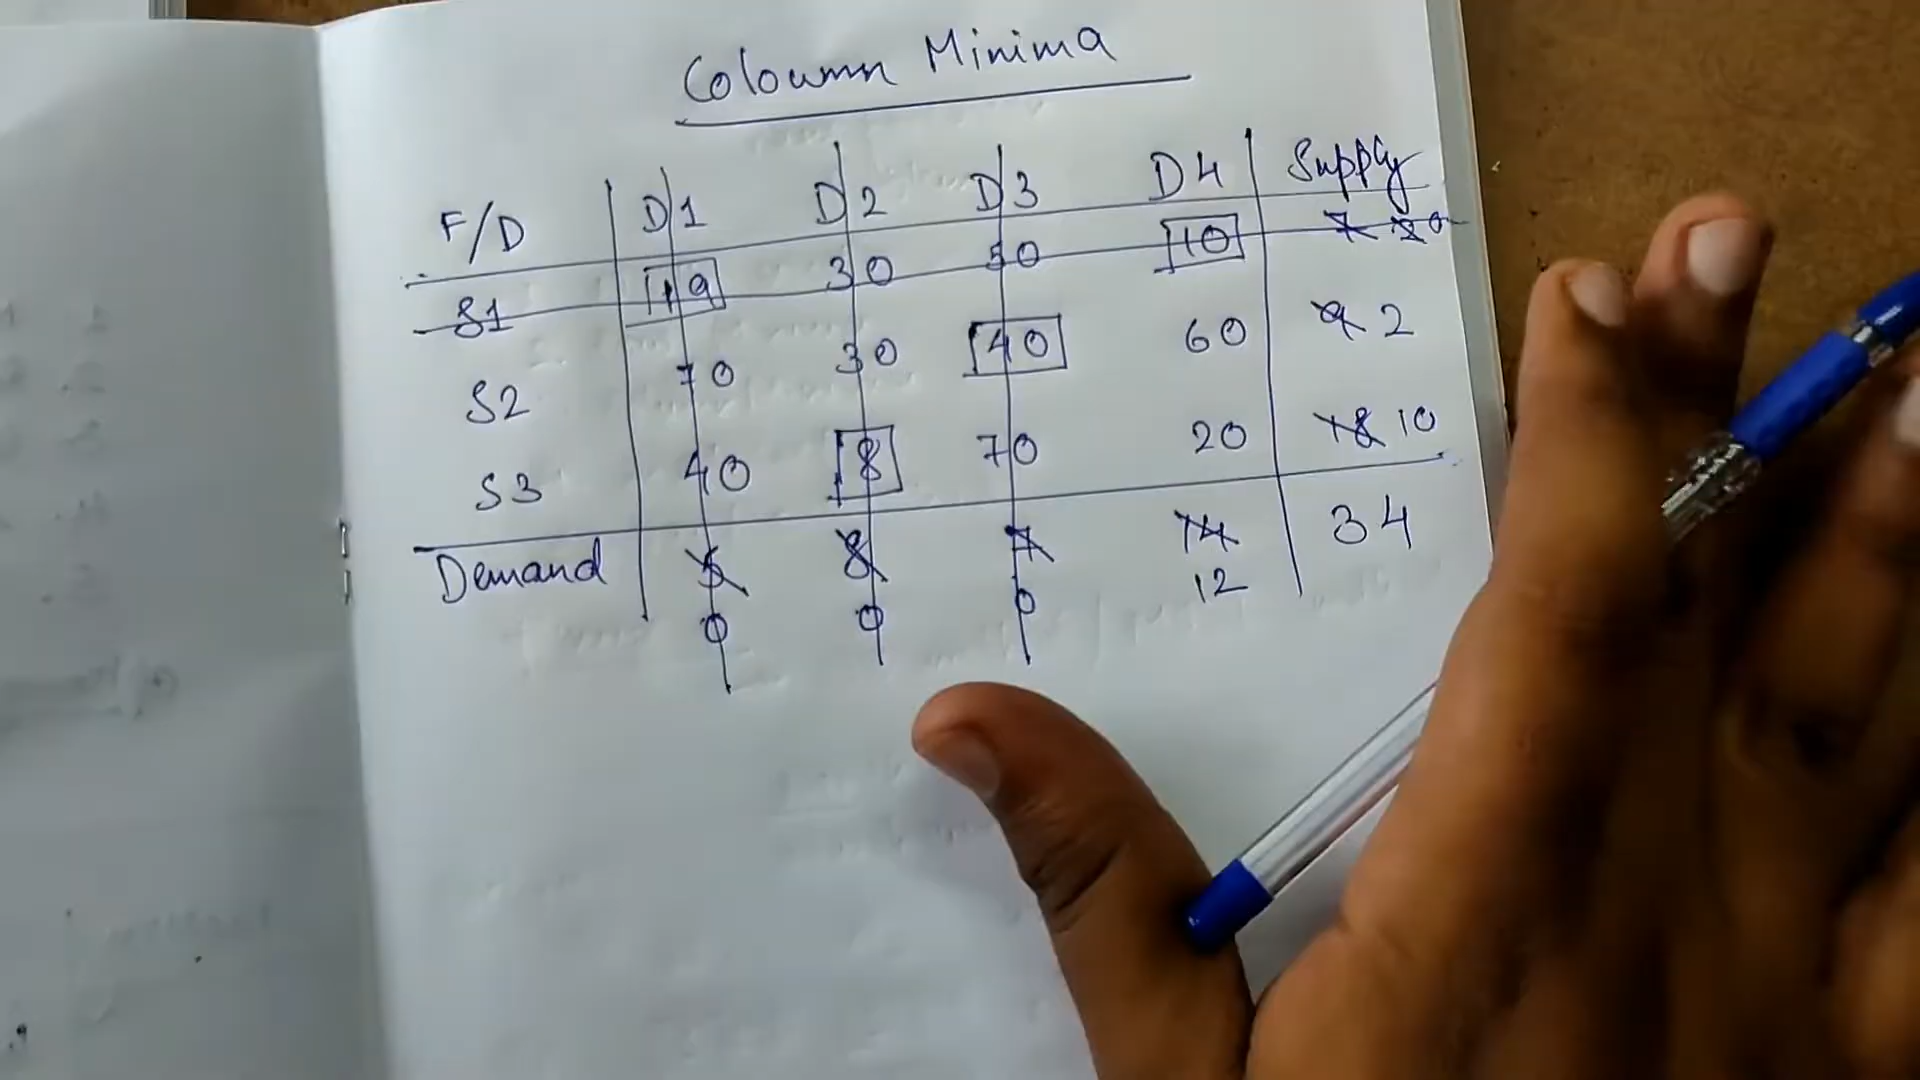 Coloumn Minima
F/D D1 D2 D3 D4 Supply
S1 19 30 50 10 7 2 0
S2 70 30 40 60 9 2
S3 40 8 70 20 18 10
Demand 5 8 7 14 34
0 0 0 12